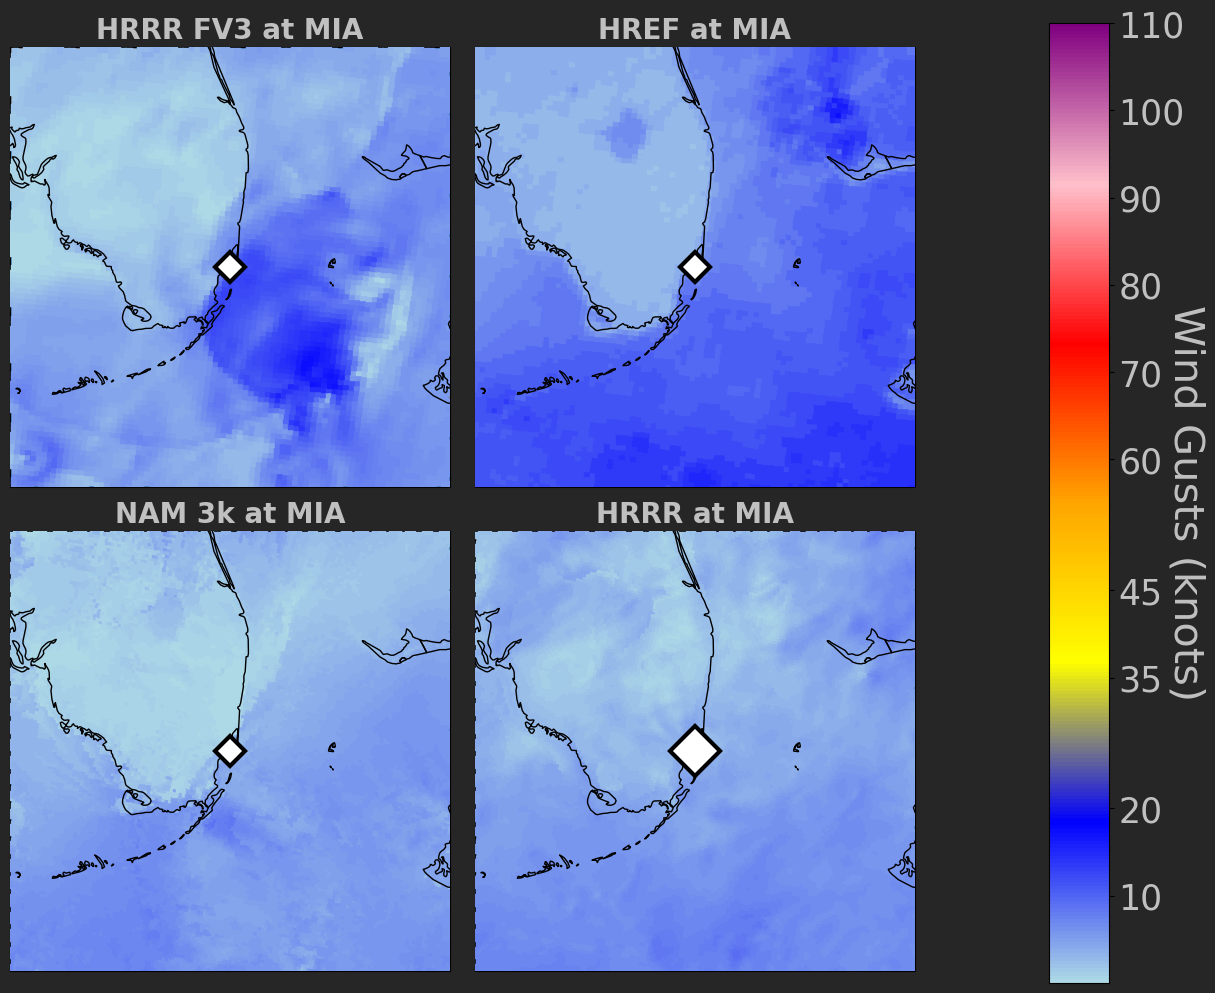 HRRR FV3 at MIA
HREF at MIA
NAM 3k at MIA
HRRR at MIA
110
100
90
80
70
60
45
35
20
10
Wind Gusts (knots)